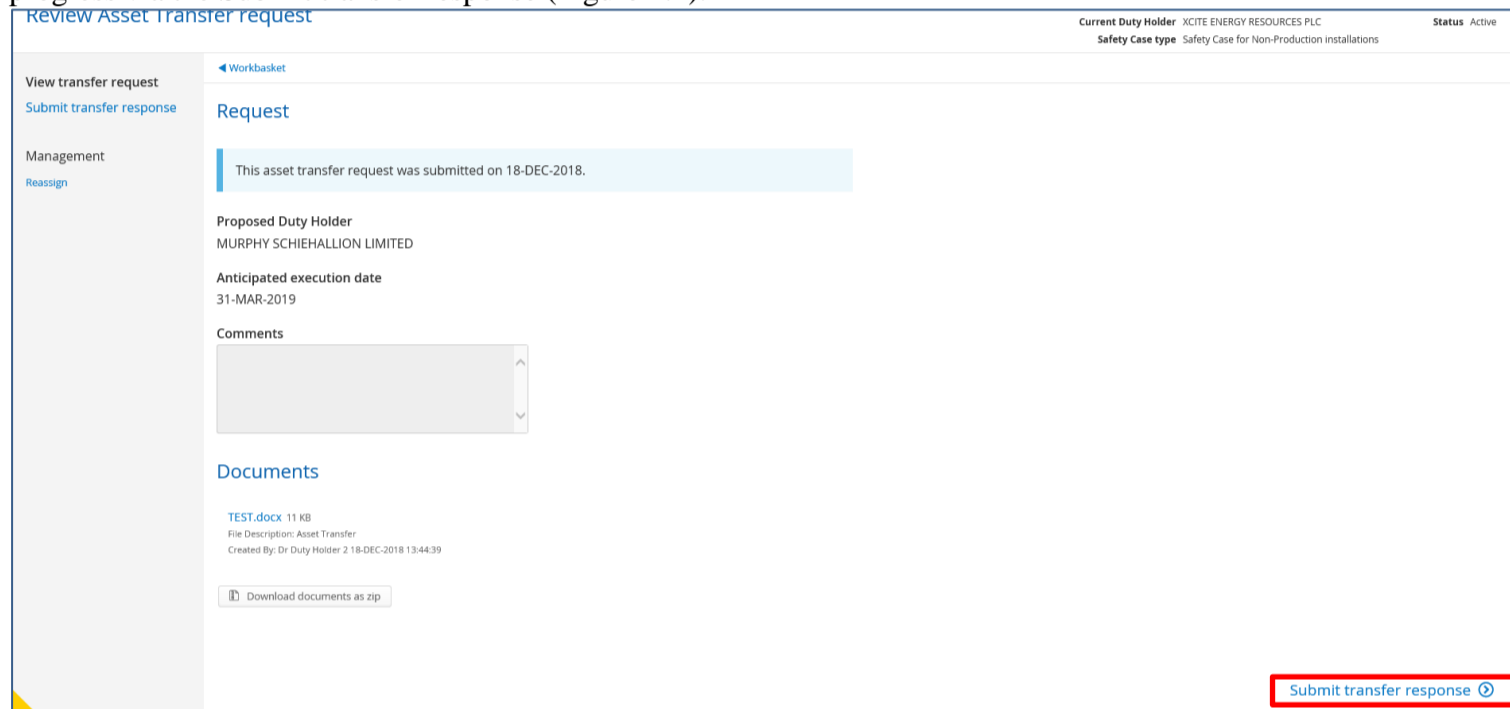 Review Asset Transfer request
Current Duty Holder XCITE ENERGY RESOURCES PLC Status Active
Safety Case type Safety Case for Non-Production installations
View transfer request
Submit transfer response
Management
Reassign
Workbasket
Request
This asset transfer request was submitted on 18-DEC-2018.
Proposed Duty Holder
MURPHY SCHIEHALLION LIMITED
Anticipated execution date
31-MAR-2019
Comments
Documents
TEST.docx 11 KB
File Description: Asset Transfer
Created By: Dr Duty Holder 2 18-DEC-2018 13:44:39
Download documents as zip
Submit transfer response